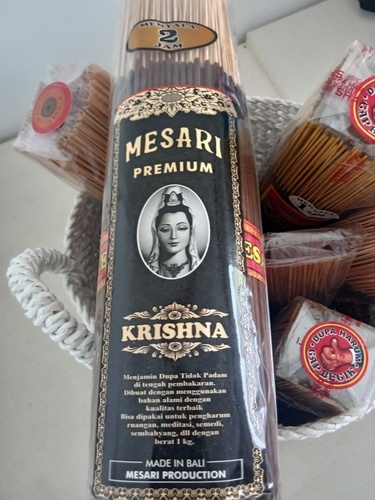 MENYALA
2
JAM
MESARI
PREMIUM
KRISHNA
Menjamin Dupa Tidak Padam
di tengah pembakaran.
Dibuat dengan menggunakan
bahan alami dengan
kualitas terbaik
Bisa dipakai untuk pengharum
ruangan, meditasi, semedi,
sembahyang, dll dengan
berat 1 kg.
MADE IN BALI
MESARI PRODUCTION
DUPA HARUM